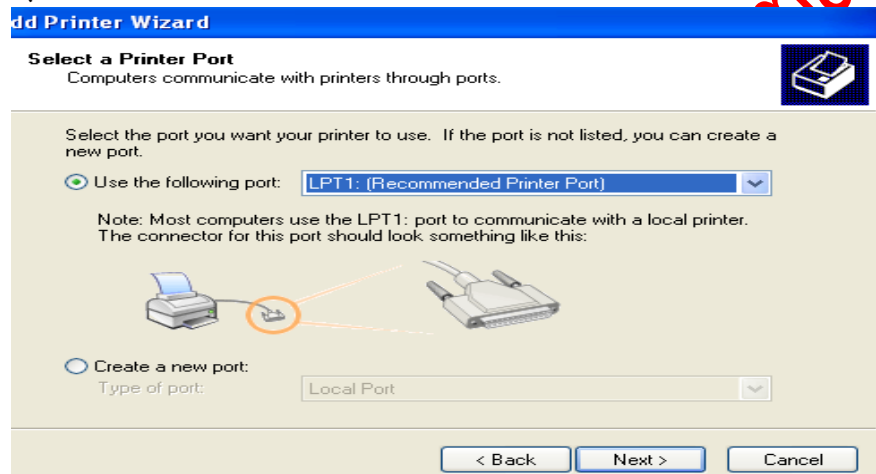 dd Printer Wizard
Select a Printer Port
Computers communicate with printers through ports.
Select the port you want your printer to use. If the port is not listed, you can create a
new port.
Use the following port: LPT1: (Recommended Printer Port)
Note: Most computers use the LPT1: port to communicate with a local printer.
The connector for this port should look something like this:
Create a new port:
Type of port: Local Port
< Back Next > Cancel